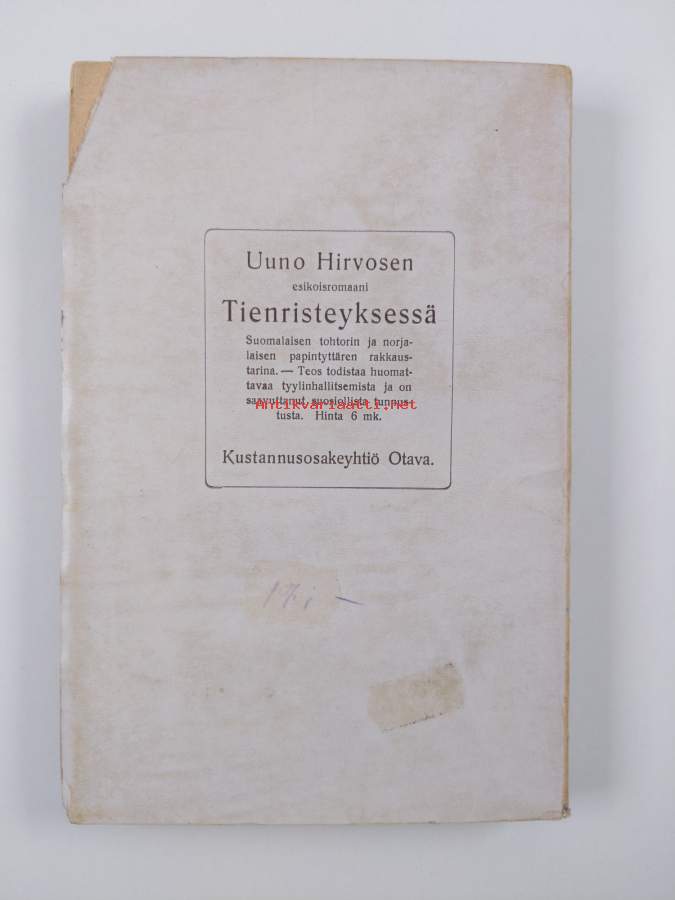 Uuno Hirvosen
esikoisromaani
Tienristeyksessä
Suomalaisen tohtorin ja norja-
laisen papintyttären rakkaus-
tarina. — Teos todistaa huomat-
tavaa tyylinhallitsemista ja on
saavuttanut suosiollista tunnus-
Antikvariaatti.net
tusta. Hinta 6 mk.
Kustannusosakeyhtiö Otava.